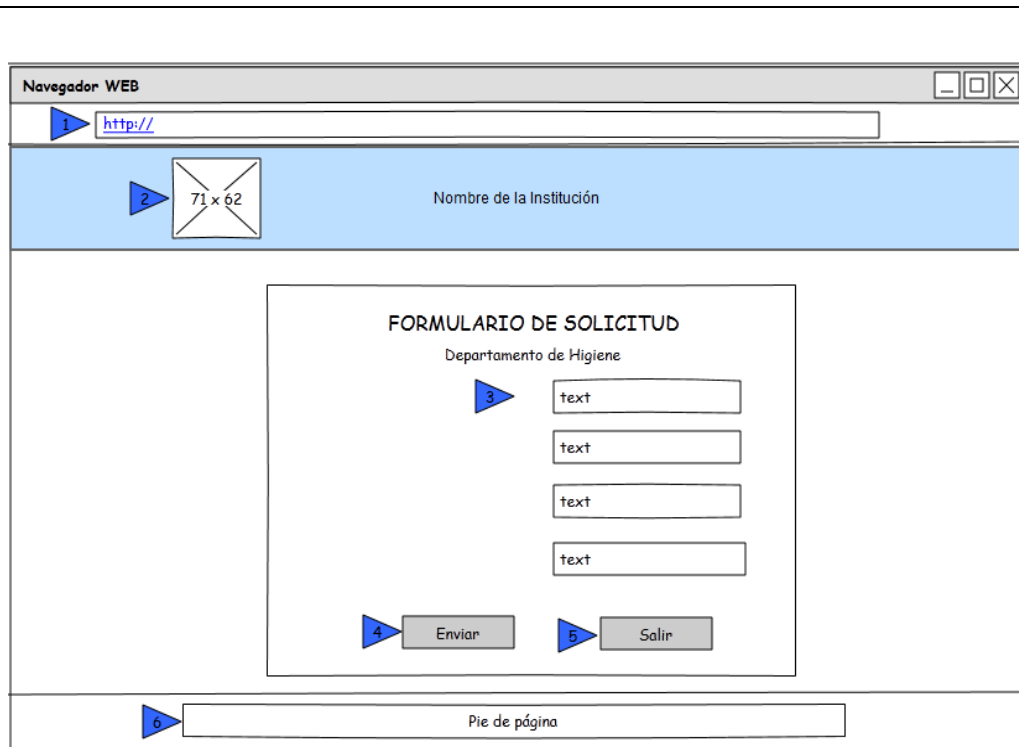 Navegador WEB
1 http://
2 71 x 62 Nombre de la Institución
FORMULARIO DE SOLICITUD
Departamento de Higiene
3 text
text
text
text
4 Enviar 5 Salir
6 Pie de página